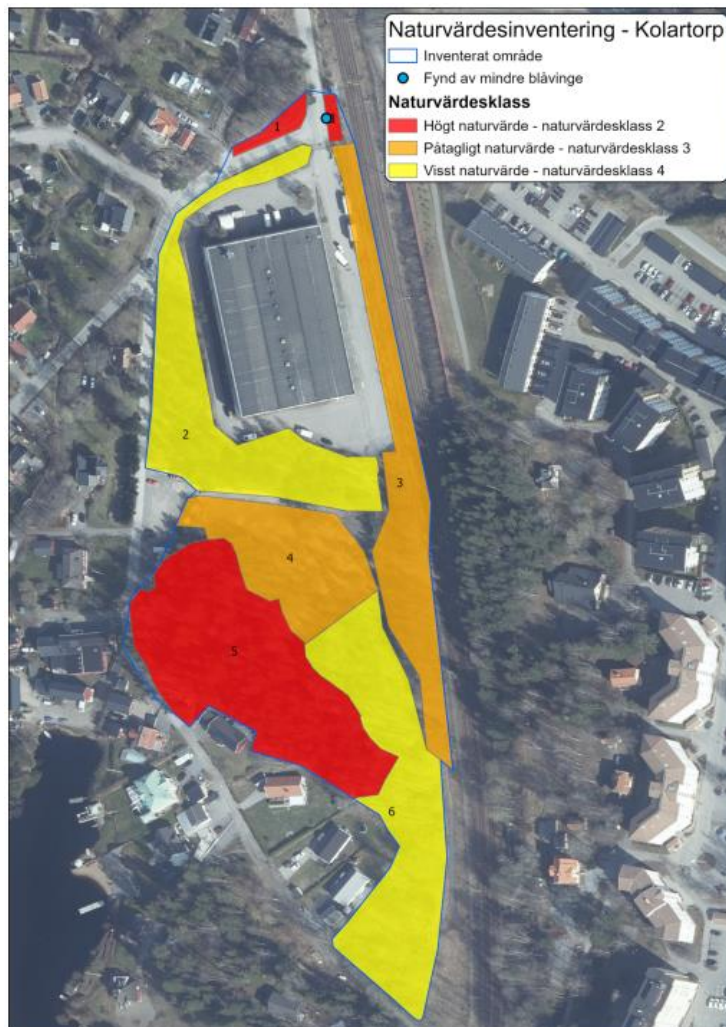 Naturvärdesinventering - Kolartorp
Inventerat område
Fynd av mindre blåvinge
Naturvärdesklass
Högt naturvärde - naturvärdesklass 2
Påtagligt naturvärde - naturvärdesklass 3
Visst naturvärde - naturvärdesklass 4
1
2
3
4
5
6